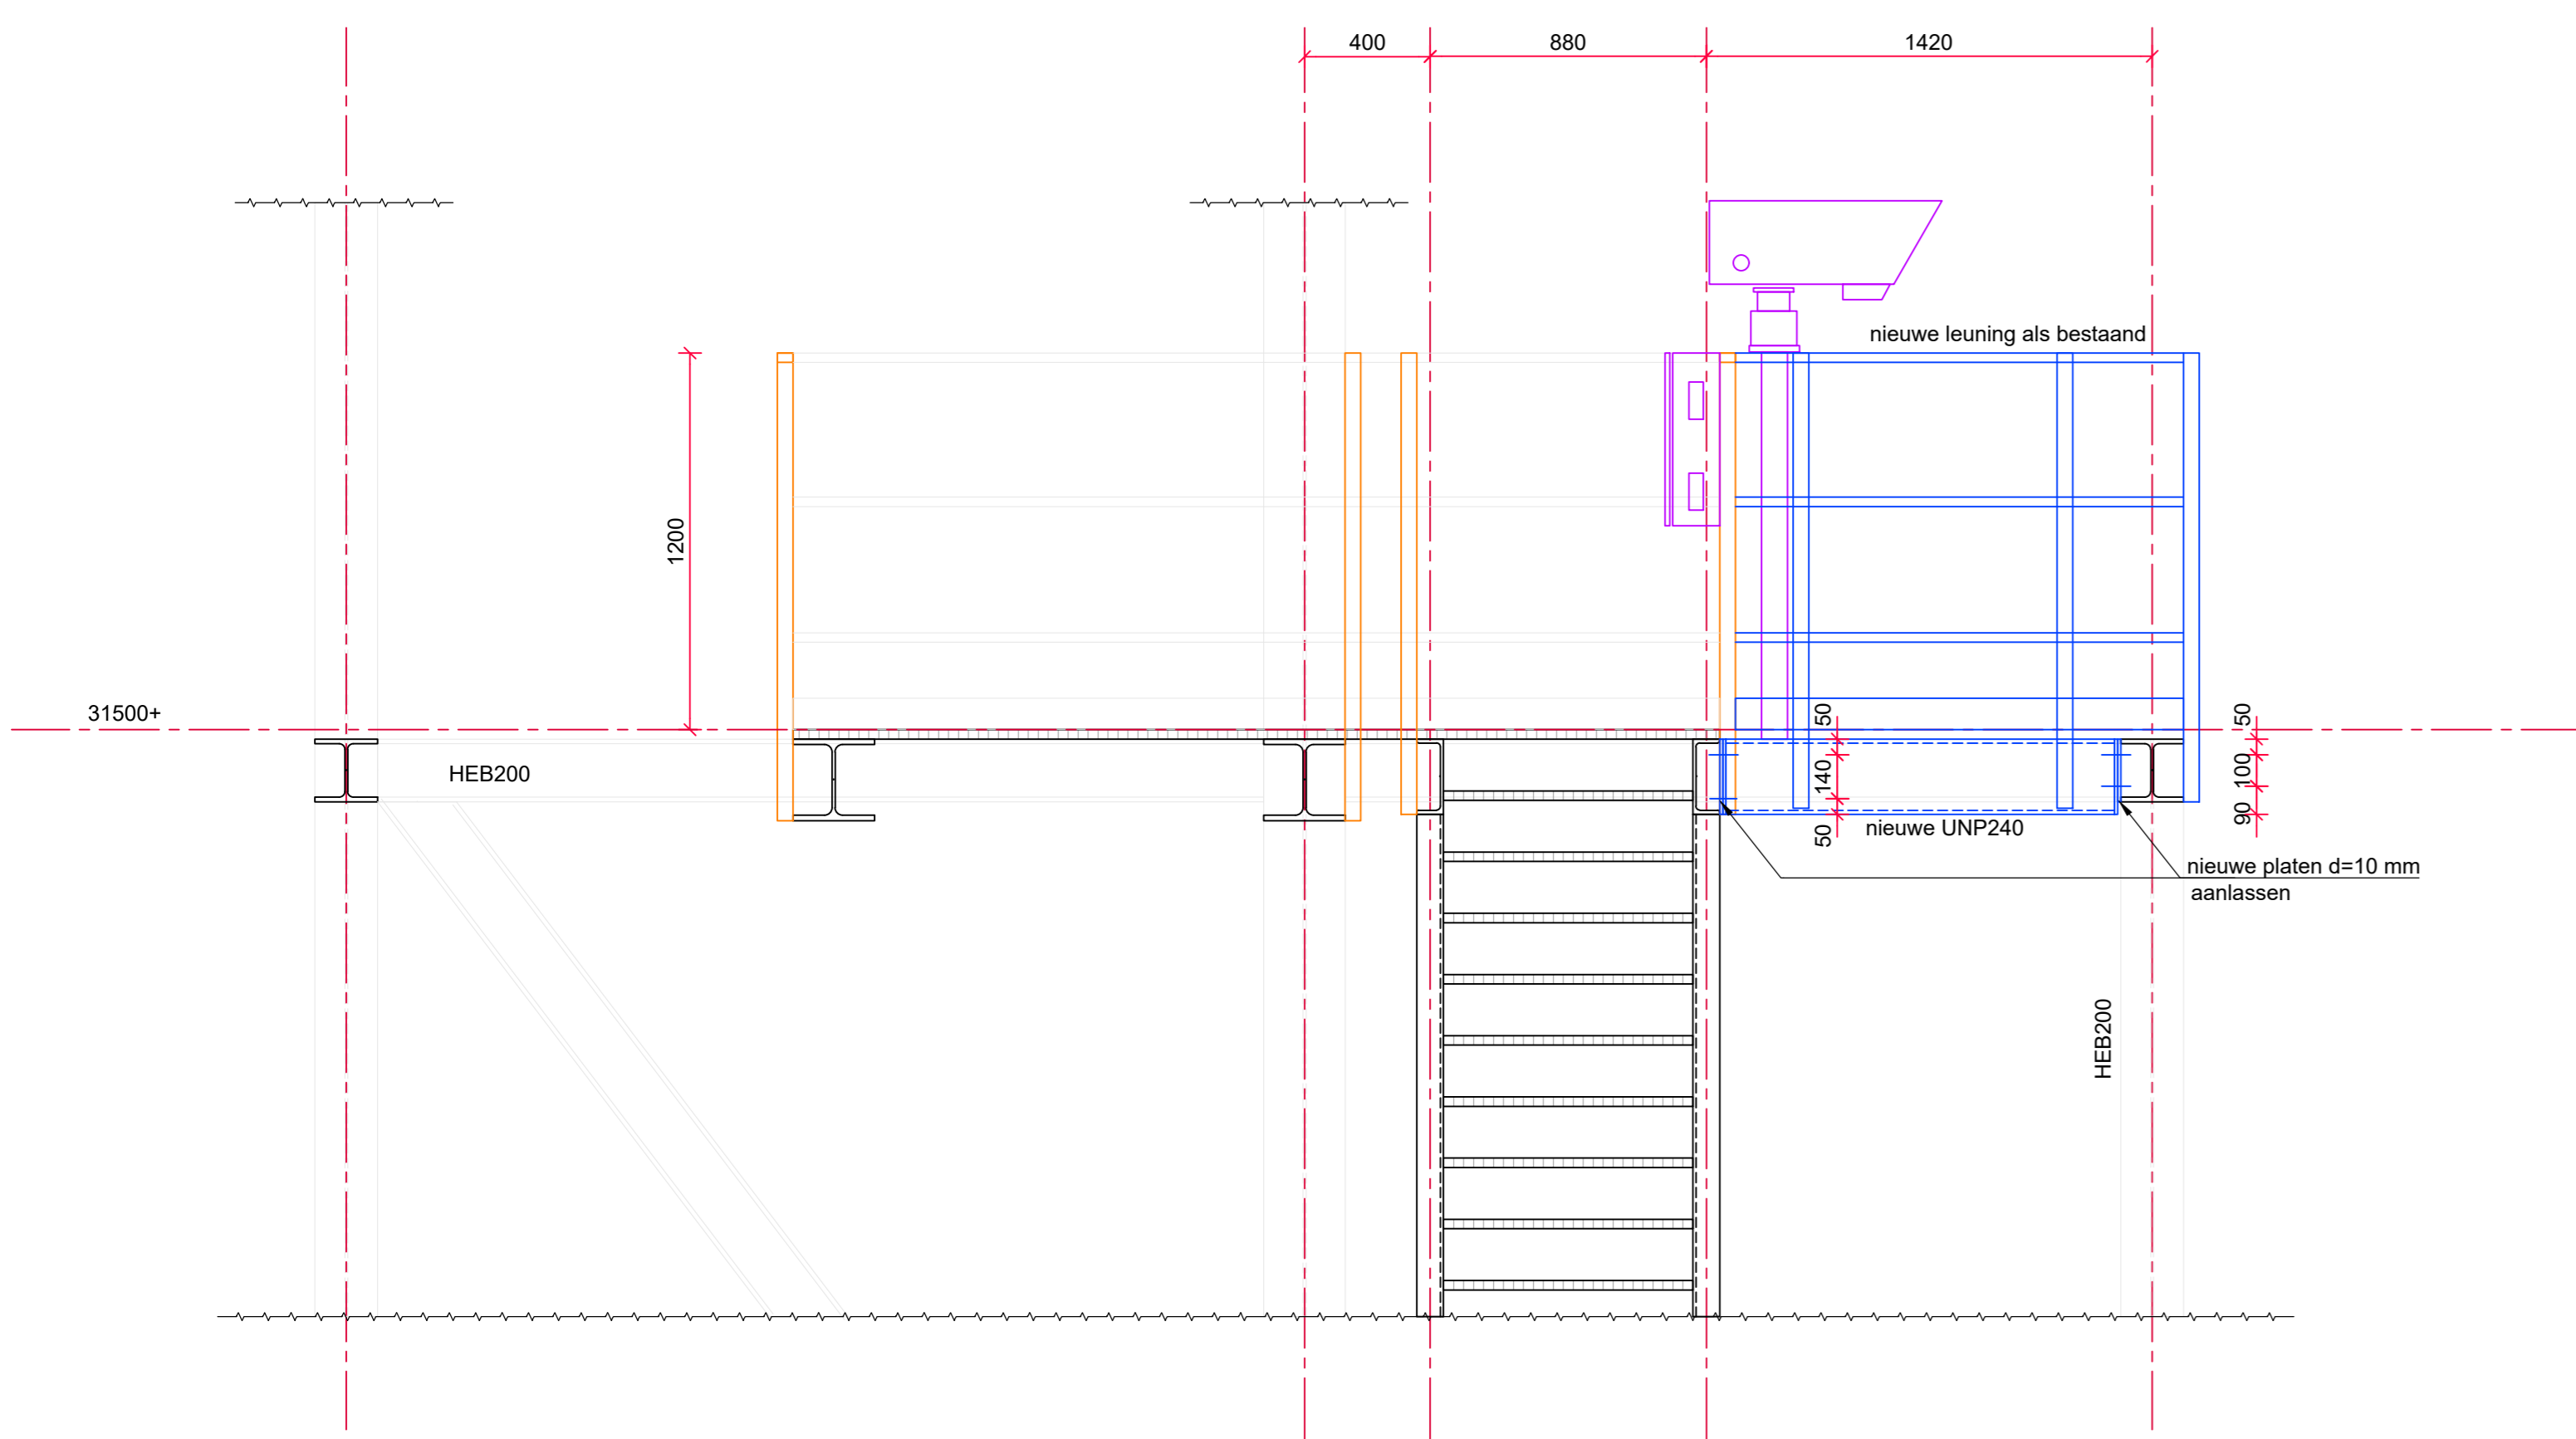 400
880
1420
nieuwe leuning als bestaand
1200
31500+
HEB200
50
140
50
50
100
90
nieuwe UNP240
nieuwe platen d=10 mm
aanlassen
HEB200